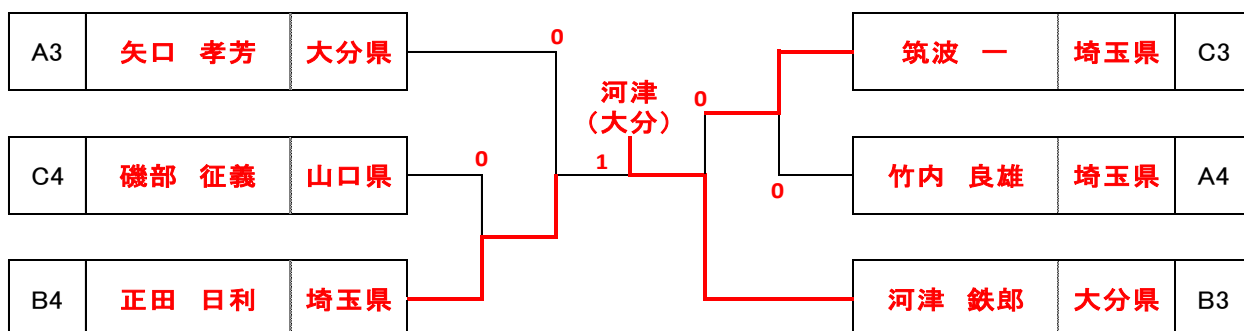 A3 矢口 孝芳 大分県
0
C4 磯部 征義 山口県
0
B4 正田 日利 埼玉県
河津
（大分）
1
0
筑波 一 埼玉県 C3
竹内 良雄 埼玉県 A4
0
河津 鉄郎 大分県 B3